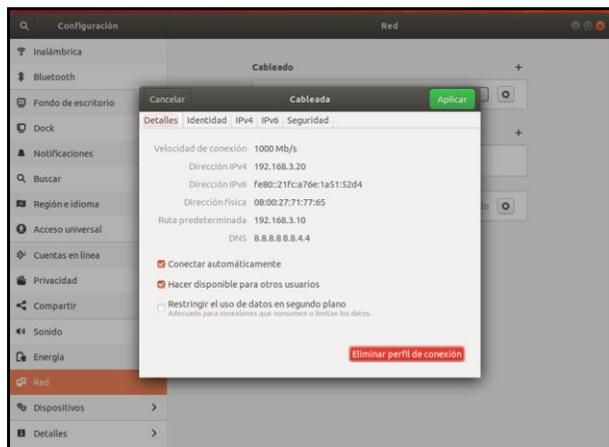 Configuración
Red
Inalámbrica
Bluetooth
Fondo de escritorio
Dock
Notificaciones
Buscar
Región e idioma
Acceso universal
Cuentas en línea
Privacidad
Compartir
Sonido
Energía
Red
Dispositivos
Detalles
Cableado
Cancelar
Cableada
Aplicar
Detalles Identidad IPv4 IPv6 Seguridad
Velocidad de conexión 1000 Mb/s
Dirección IPv4 192.168.3.20
Dirección IPv6 fe80::21fc:a76e:1a51:52d4
Dirección física 08:00:27:71:77:65
Ruta predeterminada 192.168.3.10
DNS 8.8.8.8 8.8.4.4
Conectar automáticamente
Hacer disponible para otros usuarios
Restringir el uso de datos en segundo plano
Adecuado para conexiones que consumen o limitan los datos.
Eliminar perfil de conexión